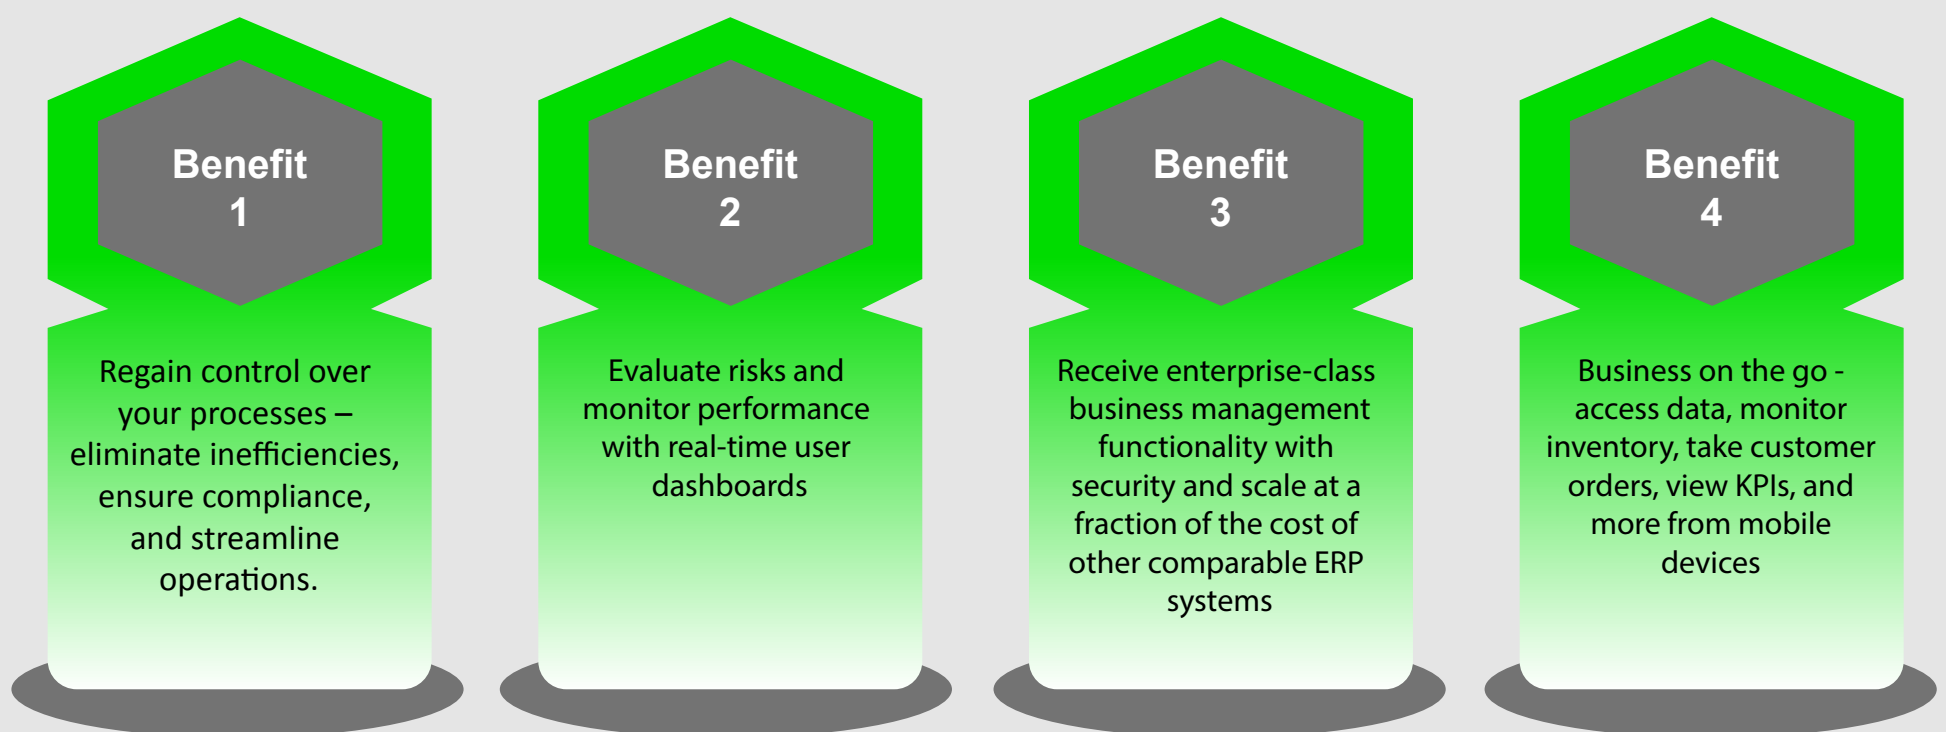 Benefit
1
Regain control over
your processes –
eliminate inefficiencies,
ensure compliance,
and streamline
operations.
Benefit
2
Evaluate risks and
monitor performance
with real-time user
dashboards
Benefit
3
Receive enterprise-class
business management
functionality with
security and scale at a
fraction of the cost of
other comparable ERP
systems
Benefit
4
Business on the go -
access data, monitor
inventory, take customer
orders, view KPIs, and
more from mobile
devices